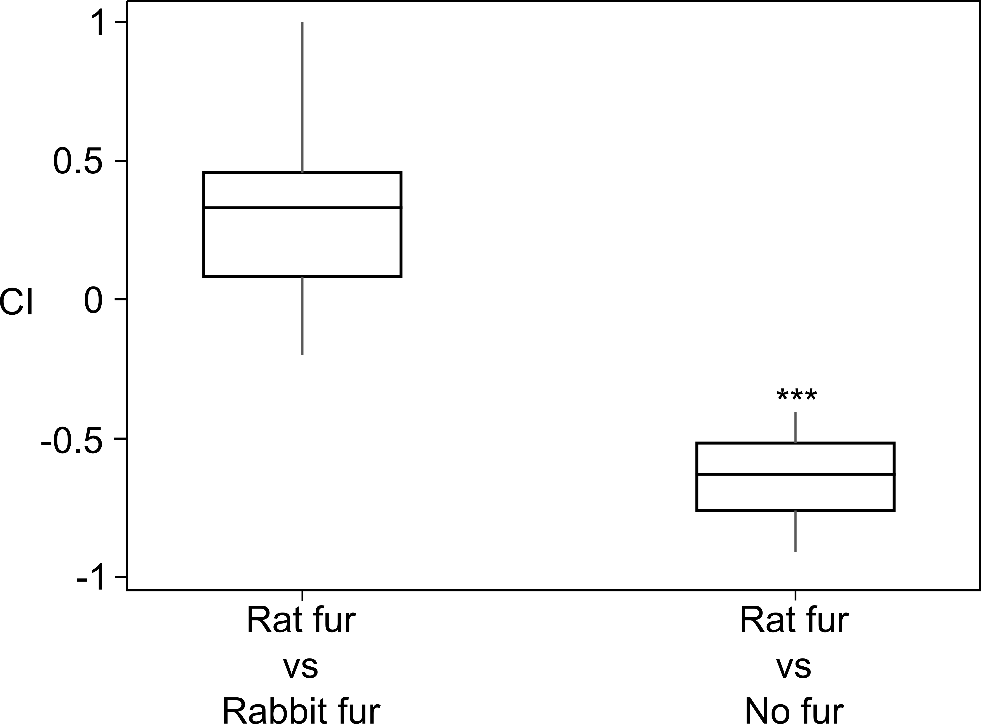 1
0.5
CI
0
***
-0.5
-1
Rat fur
vs
Rabbit fur
Rat fur
vs
No fur